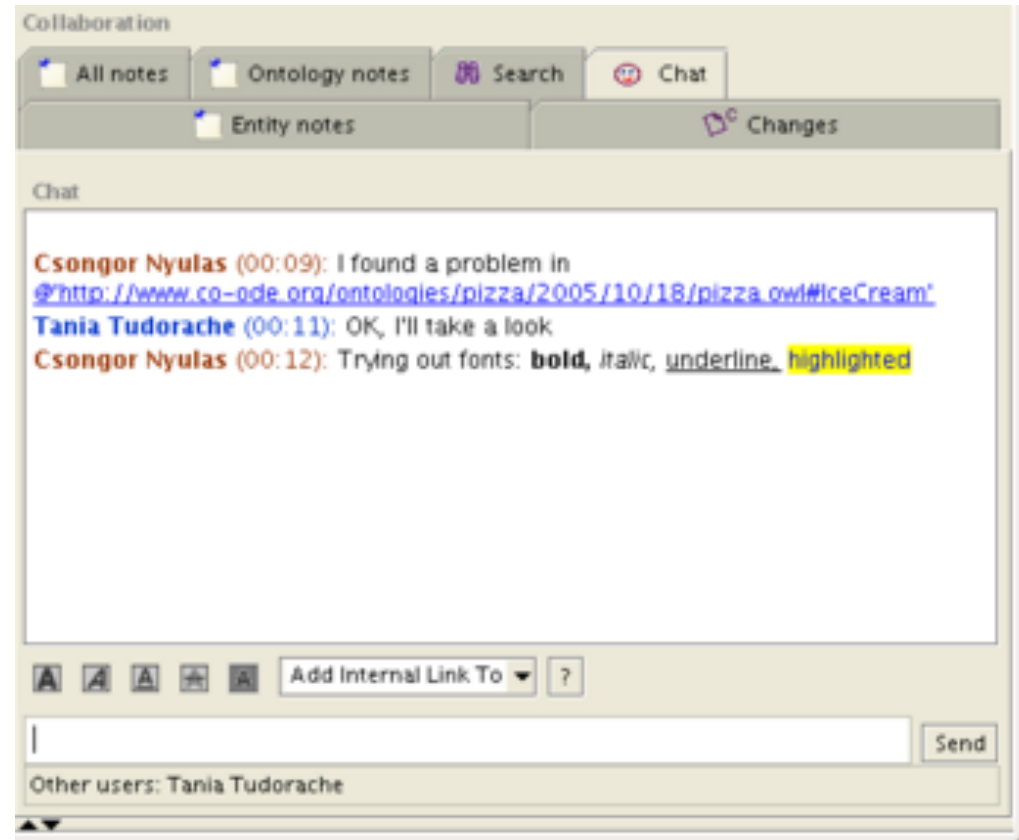 Collaboration
All notes
Ontology notes
Search
Chat
Entity notes
Changes
Chat
Csongor Nyulas (00:09): I found a problem in
@'http://www.co-ode.org/ontologies/pizza/2005/10/18/pizza.owl#IceCream'
Tania Tudorache (00:11): OK, I'll take a look
Csongor Nyulas (00:12): Trying out fonts: bold, italic, underline, highlighted
A A A A A Add Internal Link To ?
Send
Other users: Tania Tudorache